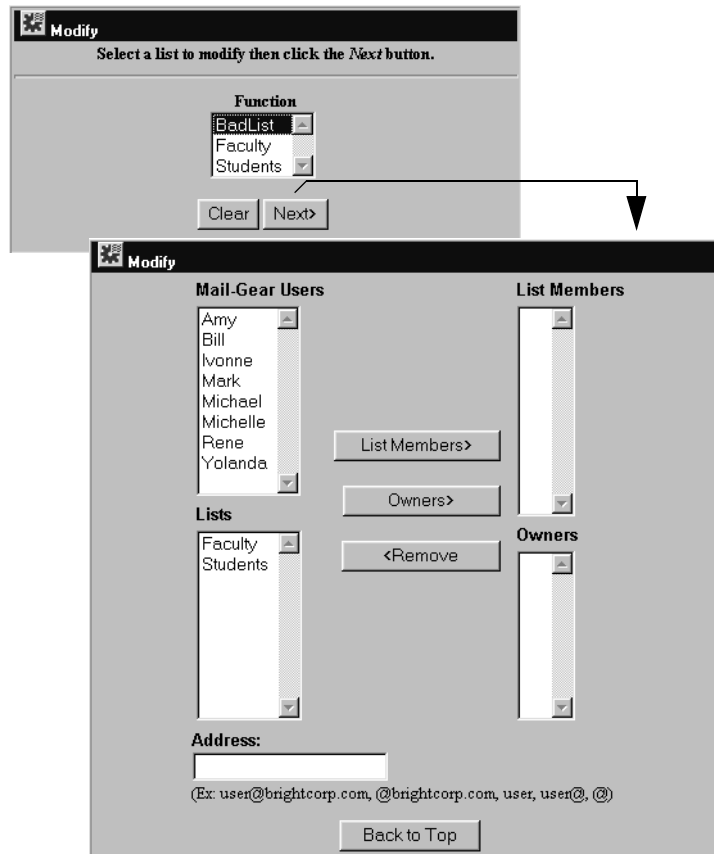 Modify
Select a list to modify then click the Next button.
Function
BadList
Faculty
Students
Clear Next>
Modify
Mail-Gear Users
Amy
Bill
Ivonne
Mark
Michael
Michelle
Rene
Yolanda
List Members
List Members>
Owners>
<Remove
Lists
Faculty
Students
Owners
Address:
(Ex: user@brightcorp.com, @brightcorp.com, user, user@, @)
Back to Top